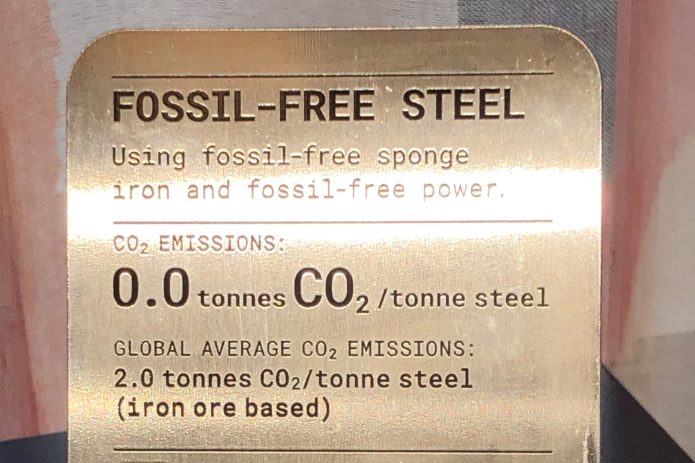 FOSSIL-FREE STEEL
Using fossil-free sponge
iron and fossil-free power.
CO₂ EMISSIONS:
0.0 tonnes CO₂/tonne steel
GLOBAL AVERAGE CO₂ EMISSIONS:
2.0 tonnes CO₂/tonne steel
(iron ore based)